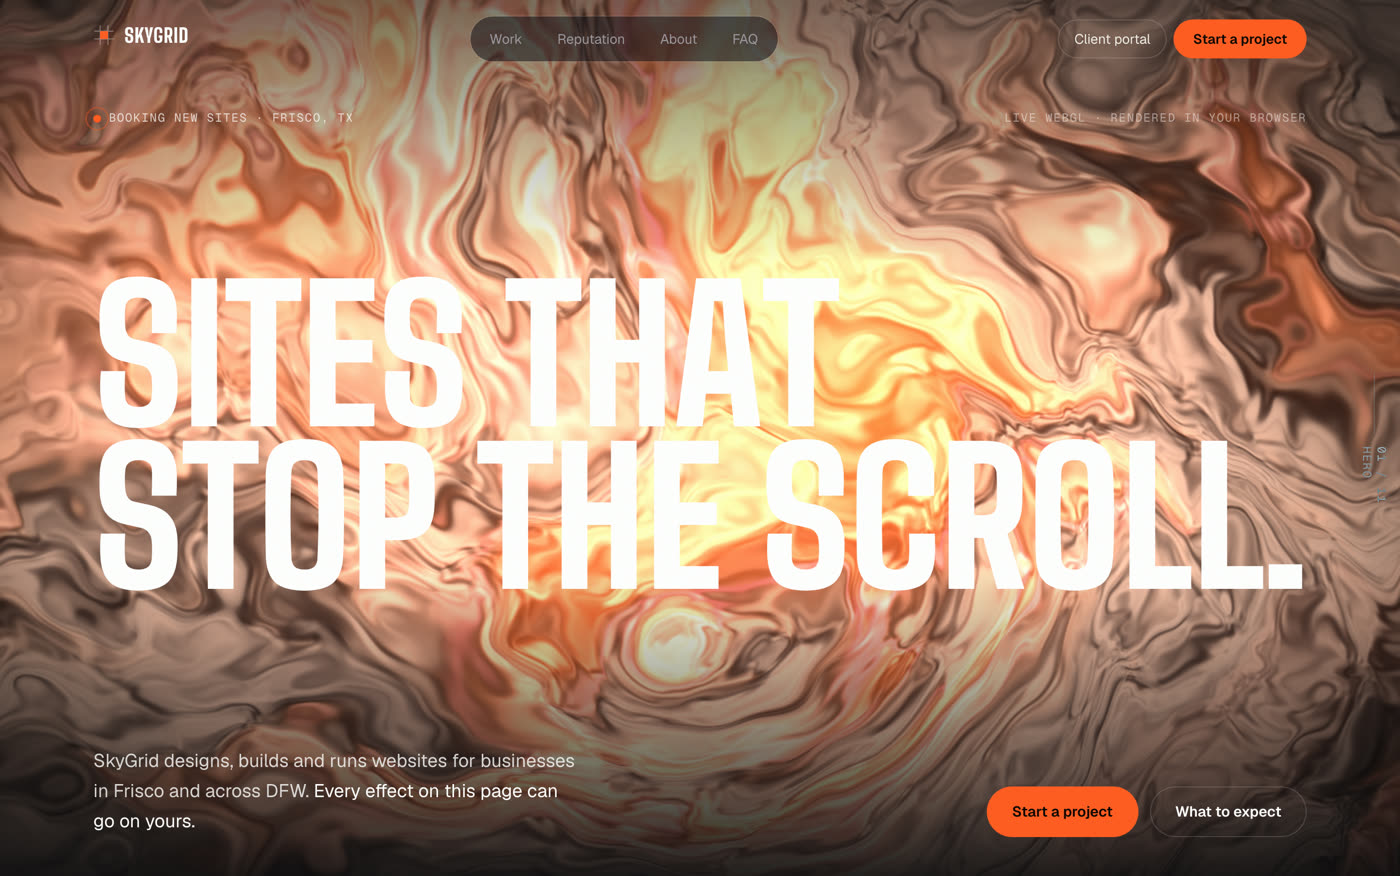 SKYGRID
Work
Reputation
About
FAQ
Client portal
Start a project
BOOKING NEW SITES · FRISCO, TX
LIVE WEBGL · RENDERED IN YOUR BROWSER
SITES THAT
STOP THE SCROLL.
01
HERO
SkyGrid designs, builds and runs websites for businesses
in Frisco and across DFW. Every effect on this page can
go on yours.
Start a project
What to expect